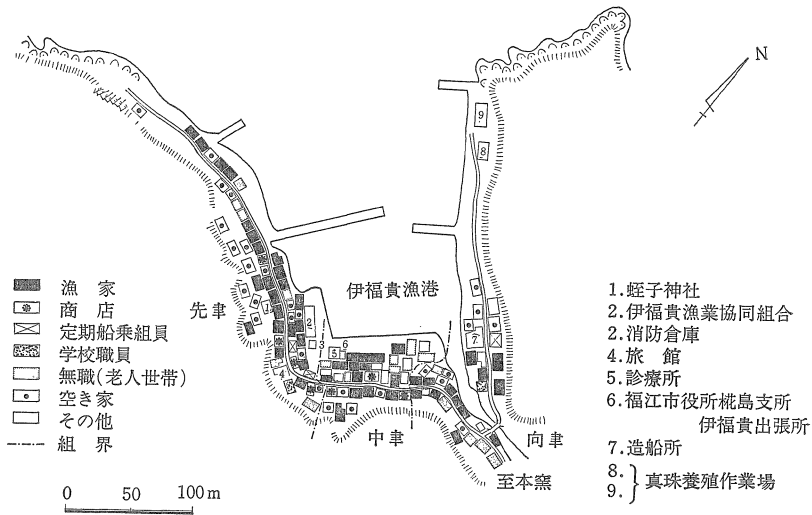 N
9
8
伊福貴漁港
先聿
1
2
3
6
5
4
7
中聿
向聿
至本窯
漁家
商店
定期船乗組員
学校職員
無職(老人世帯)
空き家
その他
組界
0 50 100m
1.蛭子神社
2.伊福貴漁業協同組合
2.消防倉庫
4.旅館
5.診療所
6.福江市役所椛島支所
伊福貴出張所
7.造船所
8.
9.
真珠養殖作業場